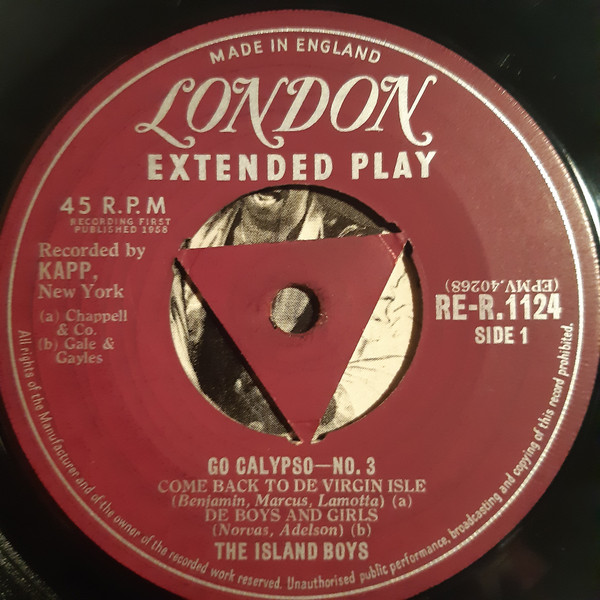 MADE IN ENGLAND
LONDON
EXTENDED PLAY
45 R.P.M
RECORDING FIRST
PUBLISHED 1958
Recorded by
KAPP,
New York
(a) Chappell
& Co.
(b) Gale &
Gayles
(EPMV.40268)
RE-R.1124
SIDE 1
GO CALYPSO—NO. 3
COME BACK TO DE VIRGIN ISLE
(Benjamin, Marcus, Lamotta) (a)
DE BOYS AND GIRLS
(Norvas, Adelson) (b)
THE ISLAND BOYS
All rights of the Manufacturer and of the owner of the recorded work reserved. Unauthorised public performance, broadcasting and copying of this record prohibited.